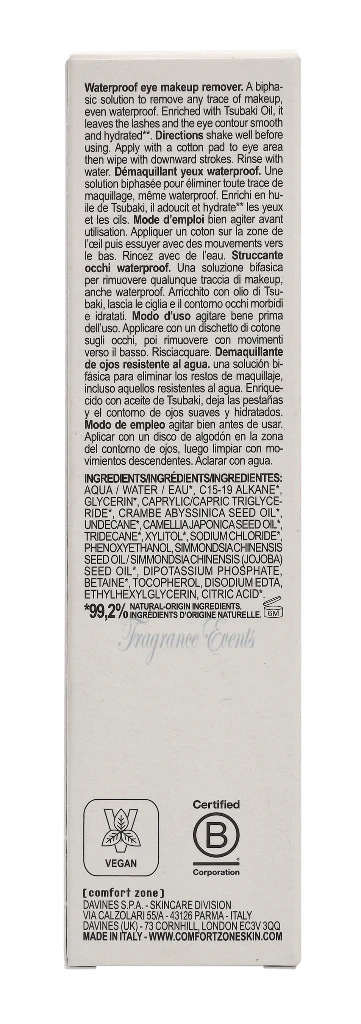 Waterproof eye makeup remover. A bipha-
sic solution to remove any trace of makeup,
even waterproof. Enriched with Tsubaki Oil, it
leaves the lashes and the eye contour smooth
and hydrated**. Directions shake well before
using. Apply with a cotton pad to eye area
then wipe with downward strokes. Rinse with
water. Démaquillant yeux waterproof. Une
solution biphasée pour éliminer toute trace de
maquillage, même waterproof. Enrichi en hu-
ile de Tsubaki, il adoucit et hydrate** les yeux
et les cils. Mode d'emploi bien agiter avant
utilisation. Appliquer un coton sur la zone de
l'œil puis essuyer avec des mouvements vers
le bas. Rincez avec de l'eau. Struccante
occhi waterproof. Una soluzione bifasica
per rimuovere qualunque traccia di makeup,
anche waterproof. Arricchito con olio di Tsu-
baki, lascia le ciglia e il contorno occhi morbidi
e idratati. Modo d'uso agitare bene prima
dell'uso. Applicare con un dischetto di cotone
sugli occhi, poi rimuovere con movimenti
verso il basso. Risciacquare. Demaquillante
de ojos resistente al agua. una solución bi-
fásica para eliminar los restos de maquillaje,
incluso aquellos resistentes al agua. Enrique-
cido con aceite de Tsubaki, deja las pestañas
y el contorno de ojos suaves y hidratados.
Modo de empleo agitar bien antes de usar.
Aplicar con un disco de algodón en la zona
del contorno de ojos, luego limpiar con mo-
vimientos descendentes. Aclarar con agua.
INGREDIENTS/INGRÉDIENTS/INGREDIENTES:
AQUA / WATER / EAU*, C15-19 ALKANE*,
GLYCERIN*, CAPRYLIC/CAPRIC TRIGLYCE-
RIDE*, CRAMBE ABYSSINICA SEED OIL*,
UNDECANE*, CAMELLIA JAPONICA SEED OIL*,
TRIDECANE*, XYLITOL*, SODIUM CHLORIDE*,
PHENOXYETHANOL, SIMMONDSIA CHINENSIS
SEED OIL / SIMMONDSIA CHINENSIS (JOJOBA)
SEED OIL*, DIPOTASSIUM PHOSPHATE,
BETAINE*, TOCOPHEROL, DISODIUM EDTA,
ETHYLHEXYLGLYCERIN, CITRIC ACID*.
*99,2% NATURAL-ORIGIN INGREDIENTS.
INGRÉDIENTS D'ORIGINE NATURELLE. 6M
Fragrance Events
VEGAN
Certified
B
Corporation
[ comfort zone ]
DAVINES S.P.A. - SKINCARE DIVISION
VIA CALZOLARI 55/A - 43126 PARMA - ITALY
DAVINES (UK) - 73 CORNHILL, LONDON EC3V 3QQ
MADE IN ITALY - WWW.COMFORTZONESKIN.COM